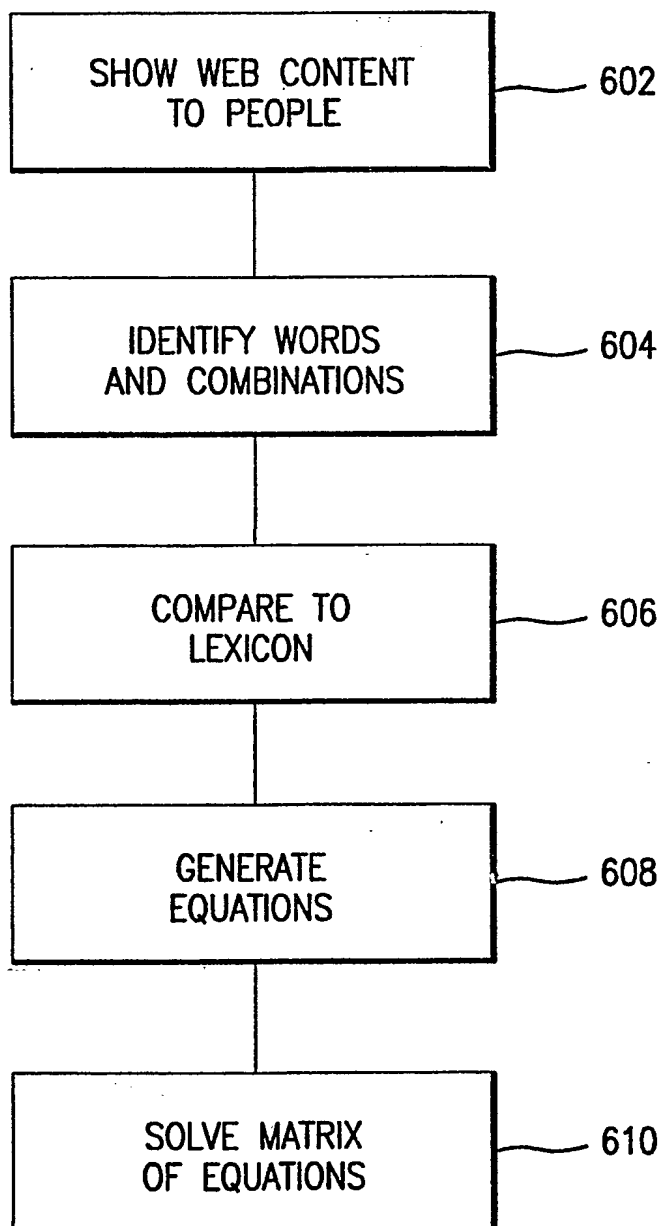 SHOW WEB CONTENT
TO PEOPLE
602
IDENTIFY WORDS
AND COMBINATIONS
604
COMPARE TO
LEXICON
606
GENERATE
EQUATIONS
608
SOLVE MATRIX
OF EQUATIONS
610